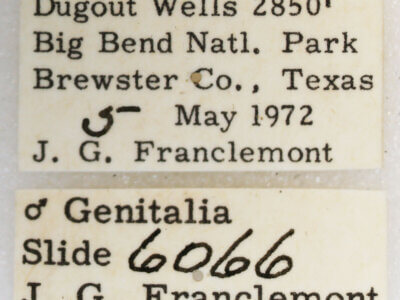 Dugout Wells 2850'
Big Bend Natl. Park
Brewster Co., Texas
5 May 1972
J. G. Franclemont
♂ Genitalia
Slide 6066
J. G. Franclemont